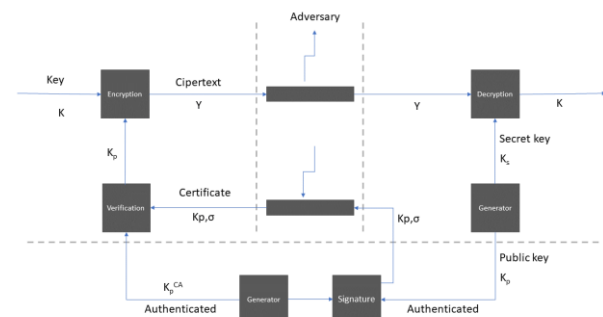 Adversary
Key
K
Encryption
Cipertext
Y
Y
Decryption
K
Kp
Secret key
Ks
Verification
Certificate
Kp,σ
Kp,σ
Generator
Public key
Kp
KpCA
Authenticated
Generator
Signature
Authenticated